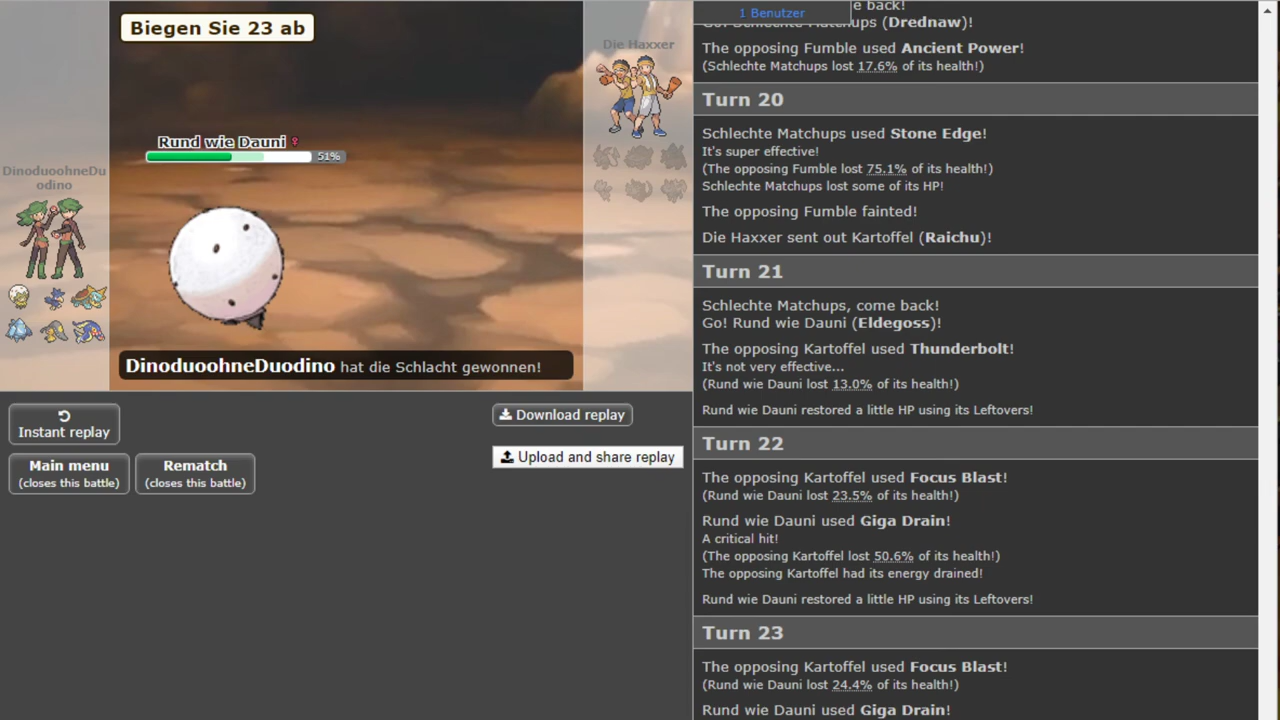 Biegen Sie 23 ab
Die Haxxer
Rund wie Dauni ♀
51%
DinoduoohneDu
odino
DinoduoohneDuodino hat die Schlacht gewonnen!
Instant replay
Main menu
(closes this battle)
Rematch
(closes this battle)
Download replay
Upload and share replay
1 Benutzer
e back!
Go! Schlechte Matchups (Drednaw)!
The opposing Fumble used Ancient Power!
(Schlechte Matchups lost 17.6% of its health!)
Turn 20
Schlechte Matchups used Stone Edge!
It's super effective!
(The opposing Fumble lost 75.1% of its health!)
Schlechte Matchups lost some of its HP!
The opposing Fumble fainted!
Die Haxxer sent out Kartoffel (Raichu)!
Turn 21
Schlechte Matchups, come back!
Go! Rund wie Dauni (Eldegoss)!
The opposing Kartoffel used Thunderbolt!
It's not very effective...
(Rund wie Dauni lost 13.0% of its health!)
Rund wie Dauni restored a little HP using its Leftovers!
Turn 22
The opposing Kartoffel used Focus Blast!
(Rund wie Dauni lost 23.5% of its health!)
Rund wie Dauni used Giga Drain!
A critical hit!
(The opposing Kartoffel lost 50.6% of its health!)
The opposing Kartoffel had its energy drained!
Rund wie Dauni restored a little HP using its Leftovers!
Turn 23
The opposing Kartoffel used Focus Blast!
(Rund wie Dauni lost 24.4% of its health!)
Rund wie Dauni used Giga Drain!